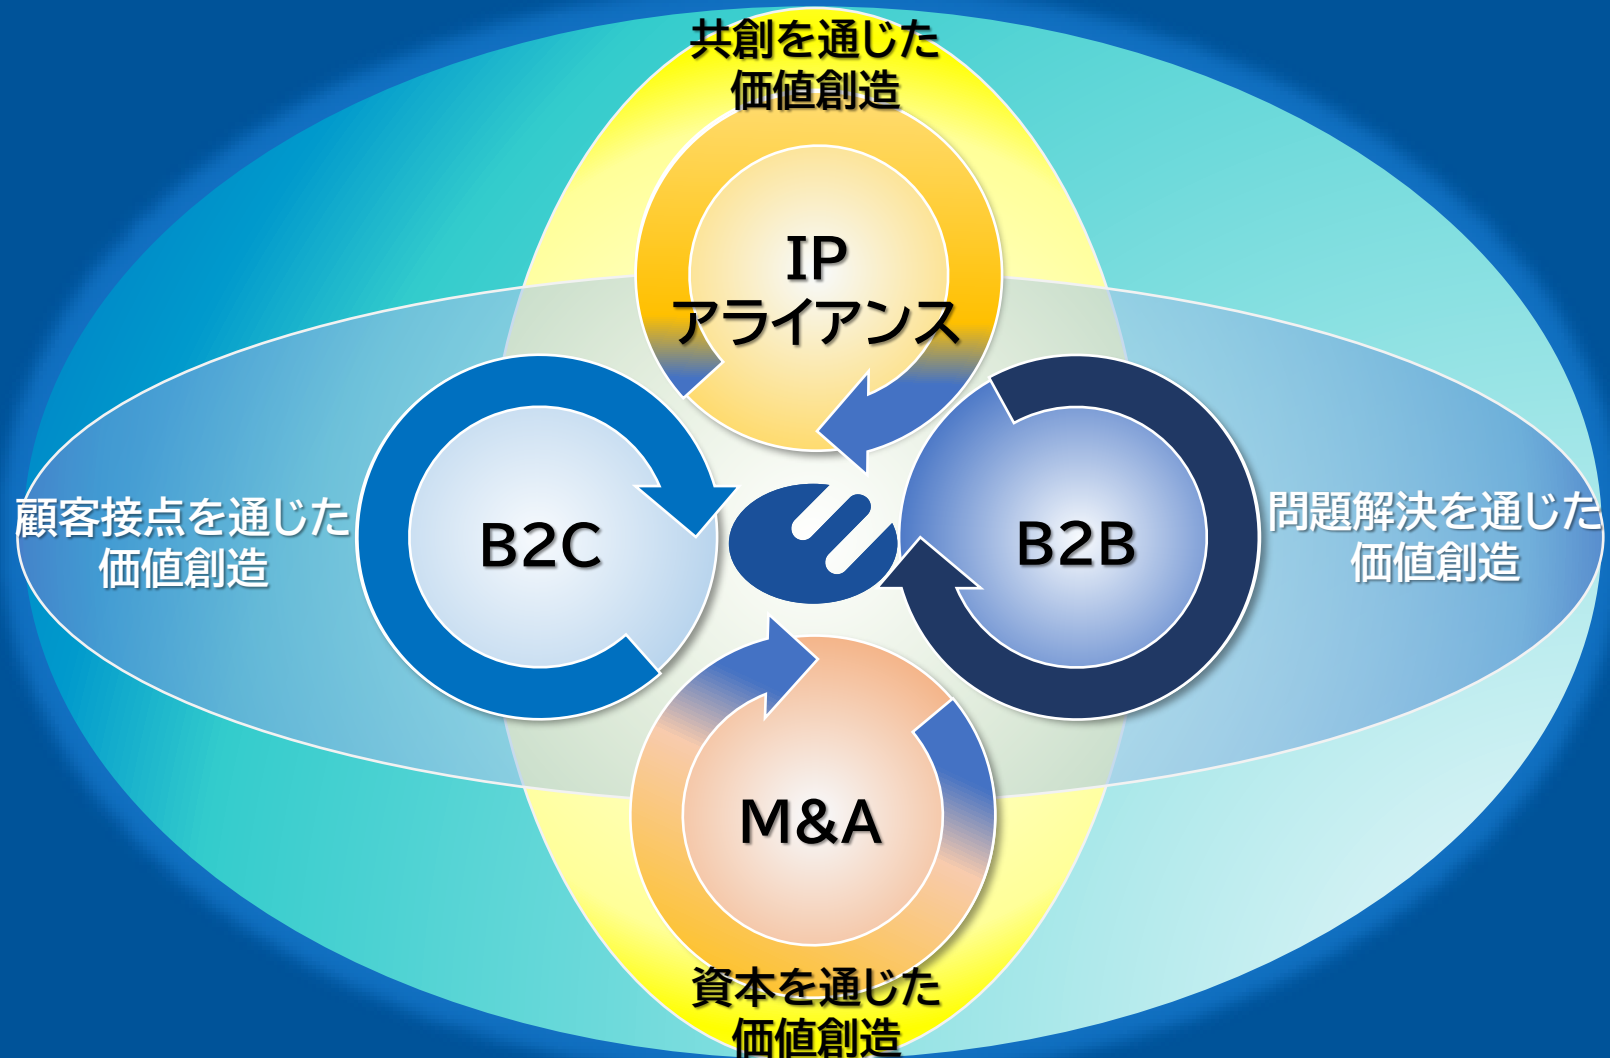 共創を通じた
価値創造
IP
アライアンス
顧客接点を通じた
価値創造
B2C
B2B
問題解決を通じた
価値創造
M&A
資本を通じた
価値創造